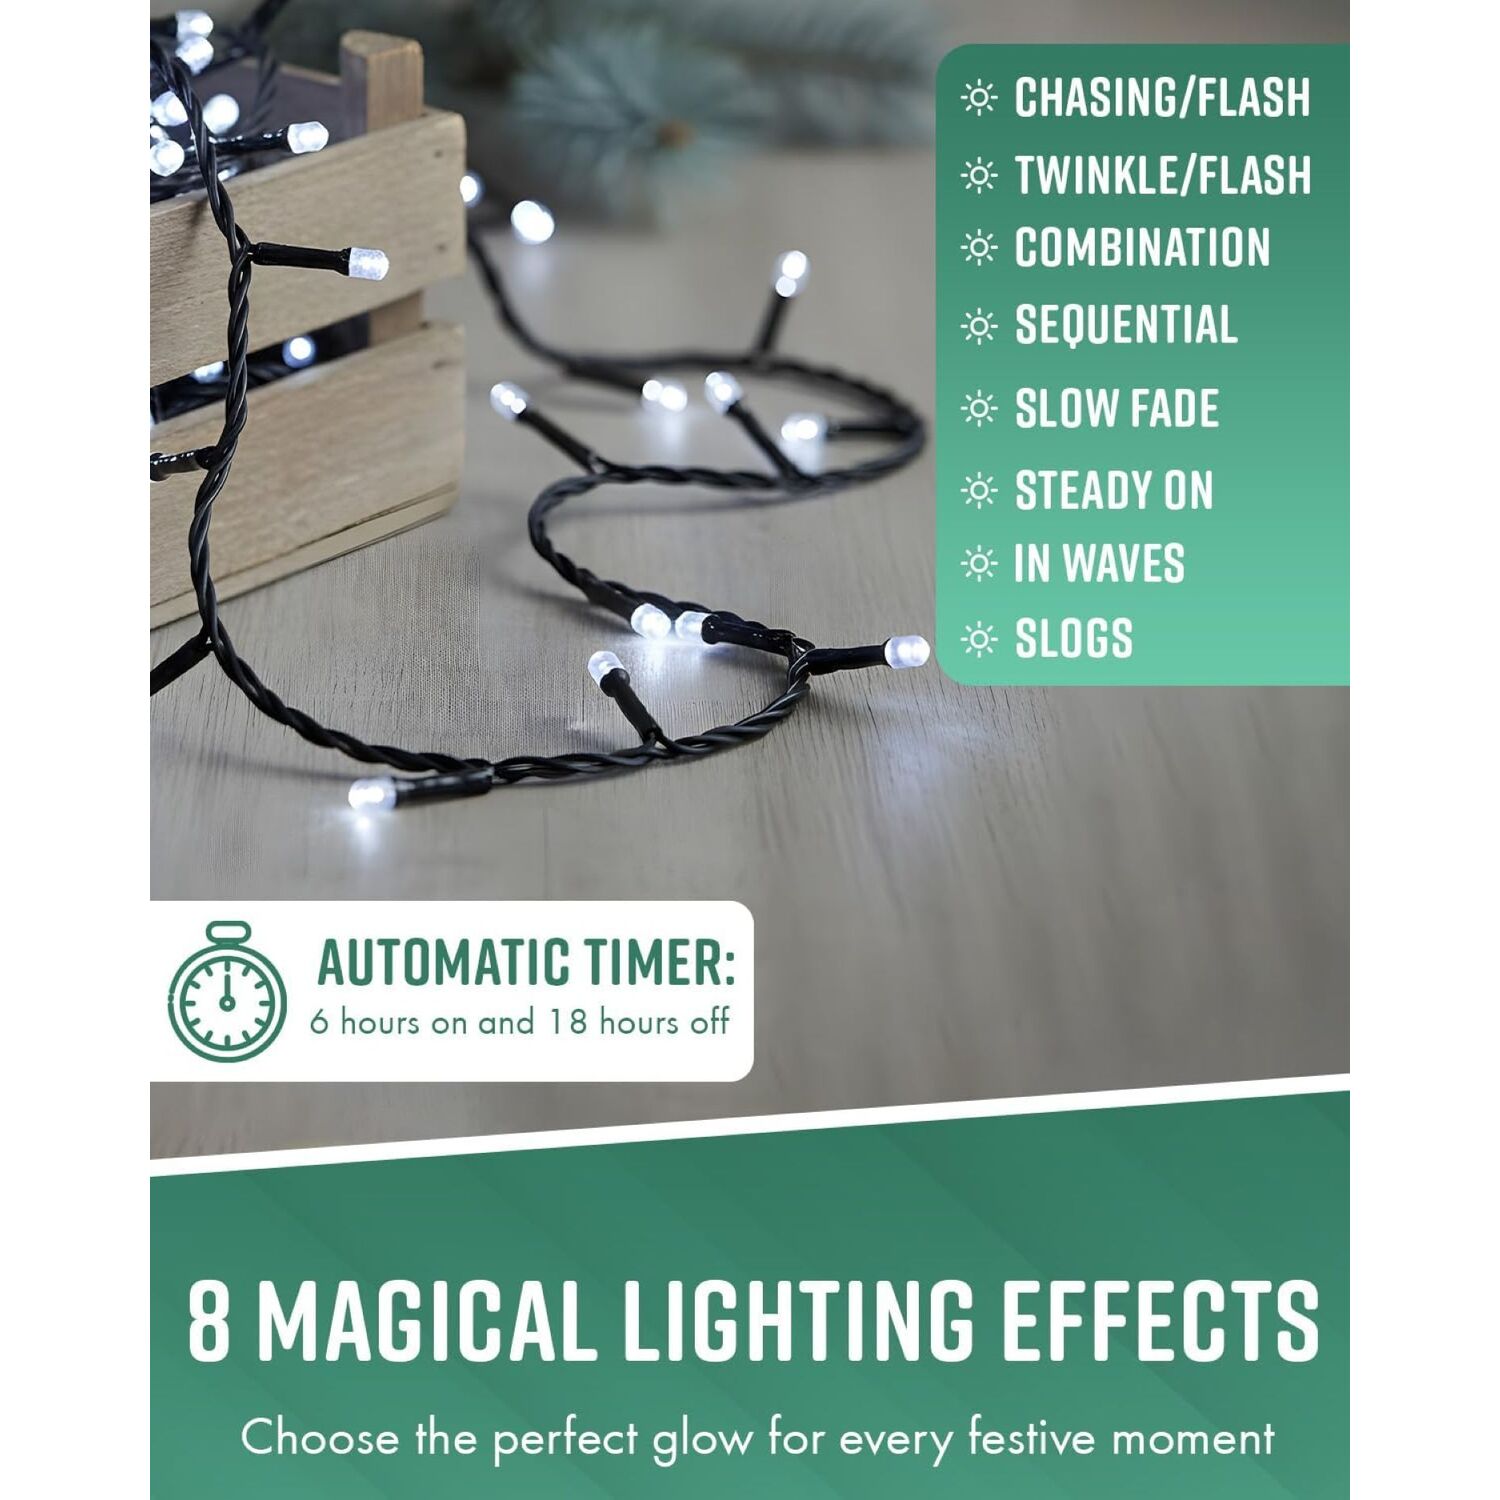 CHASING/FLASH
TWINKLE/FLASH
COMBINATION
SEQUENTIAL
SLOW FADE
STEADY ON
IN WAVES
SLOGS
AUTOMATIC TIMER:
6 hours on and 18 hours off
8 MAGICAL LIGHTING EFFECTS
Choose the perfect glow for every festive moment